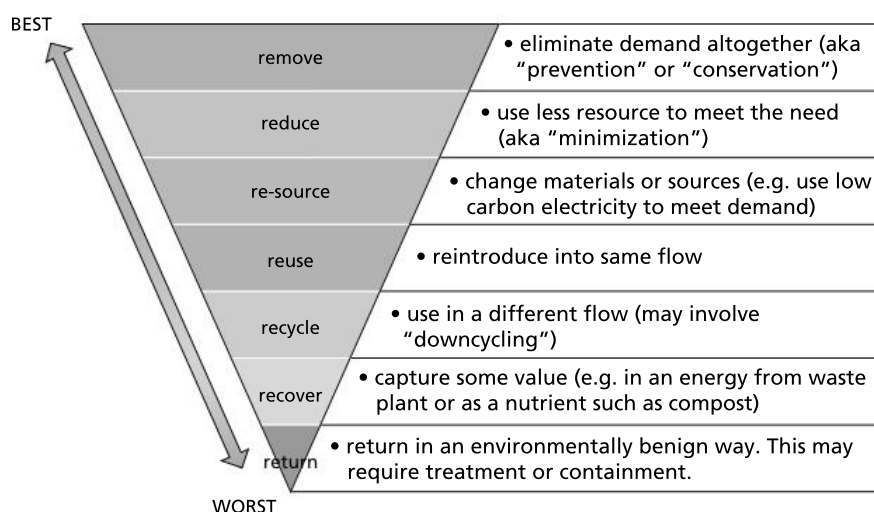 BEST
remove
• eliminate demand altogether (aka
“prevention” or “conservation”)
reduce
• use less resource to meet the need
(aka “minimization”)
re-source
• change materials or sources (e.g. use low
carbon electricity to meet demand)
reuse
• reintroduce into same flow
recycle
• use in a different flow (may involve
“downcycling”)
recover
• capture some value (e.g. in an energy from waste
plant or as a nutrient such as compost)
return
• return in an environmentally benign way. This may
require treatment or containment.
WORST